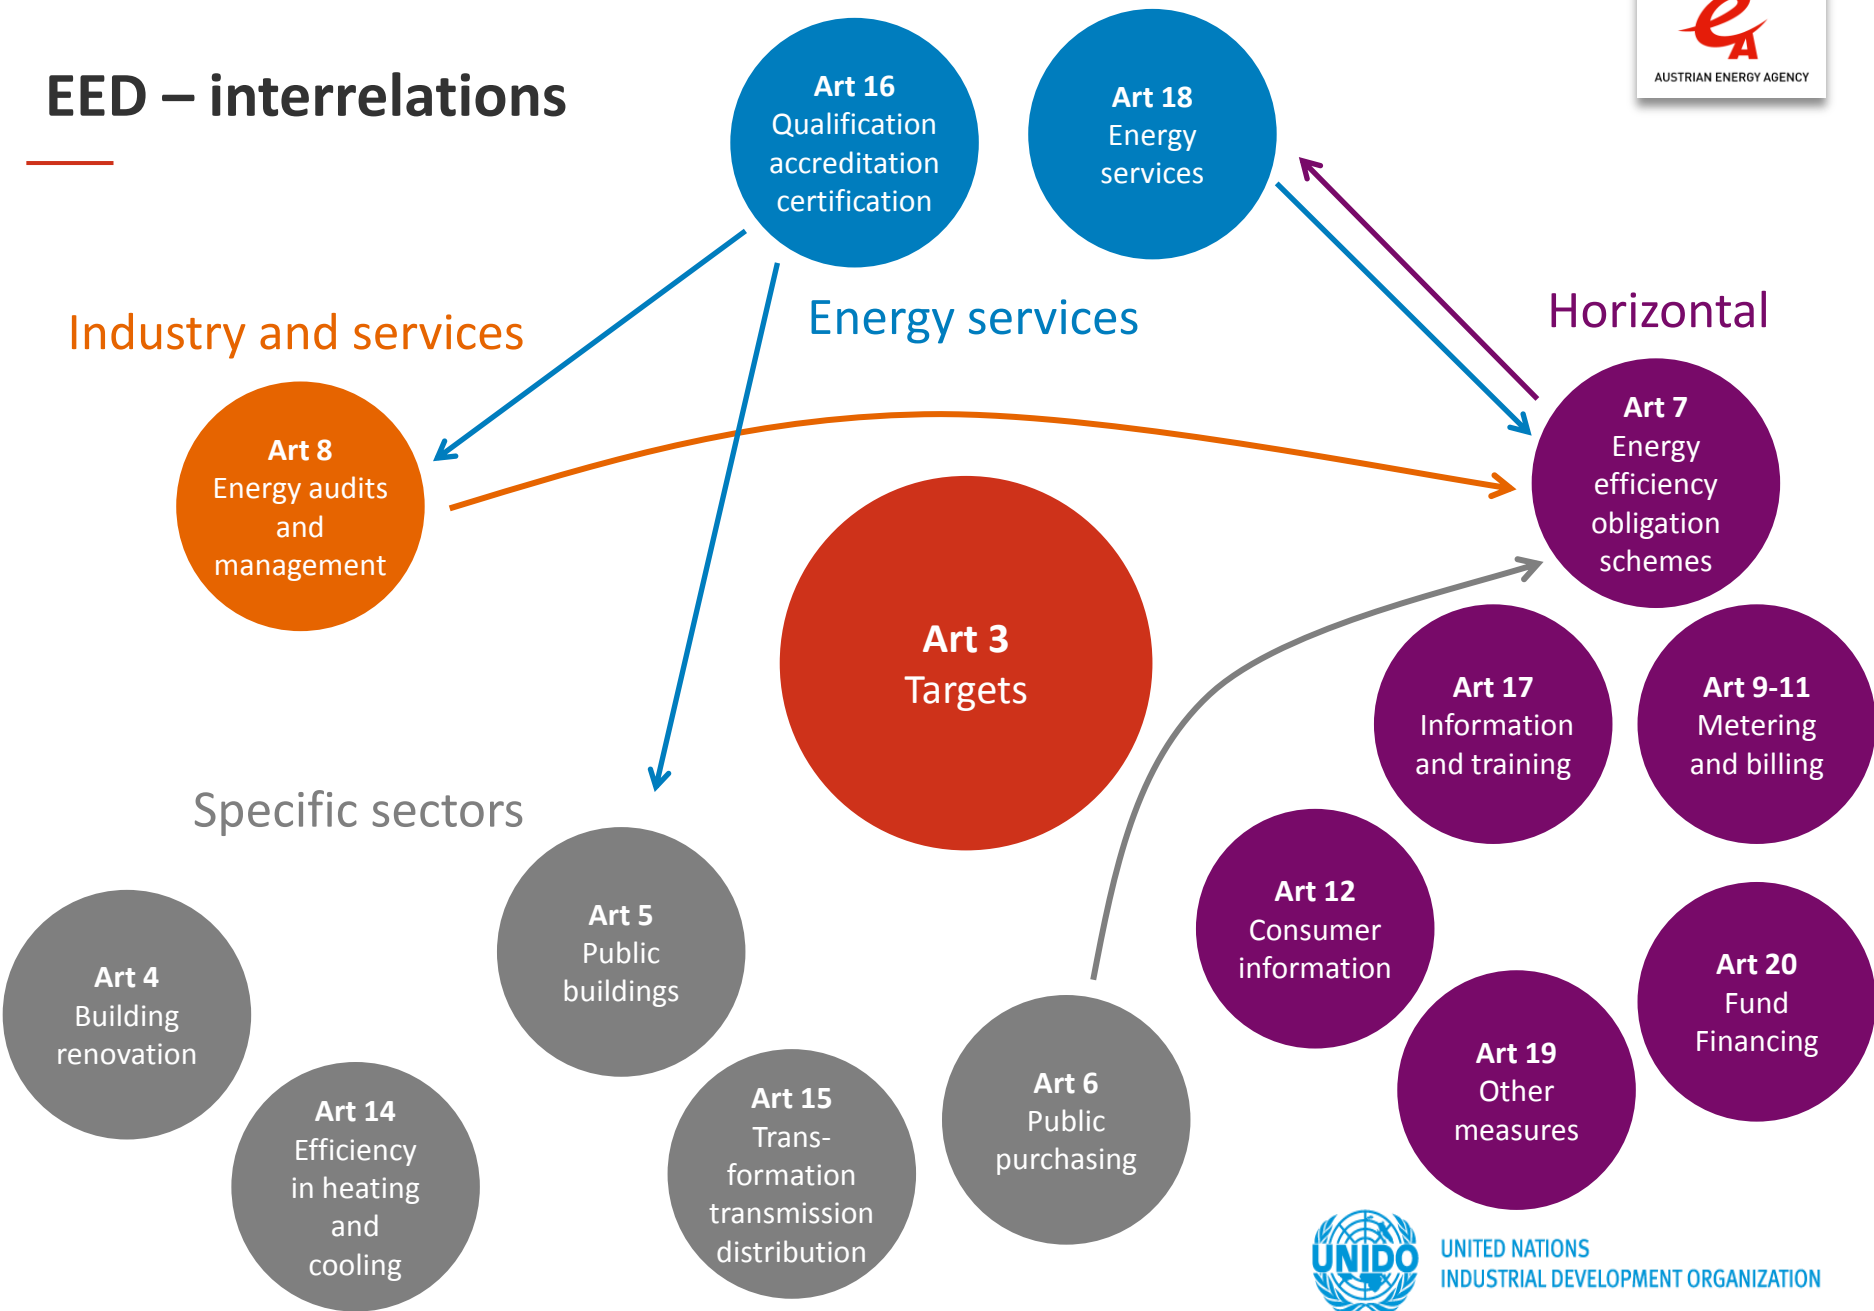 EED – interrelations
AUSTRIAN ENERGY AGENCY
Art 16
Qualification
accreditation
certification
Art 18
Energy
services
Industry and services
Energy services
Horizontal
Art 8
Energy audits
and
management
Art 7
Energy
efficiency
obligation
schemes
Art 3
Targets
Art 17
Information
and training
Art 9-11
Metering
and billing
Specific sectors
Art 12
Consumer
information
Art 5
Public
buildings
Art 4
Building
renovation
Art 20
Fund
Financing
Art 19
Other
measures
Art 6
Public
purchasing
Art 15
Trans-
formation
transmission
distribution
Art 14
Efficiency
in heating
and
cooling
UNIDO
UNITED NATIONS
INDUSTRIAL DEVELOPMENT ORGANIZATION